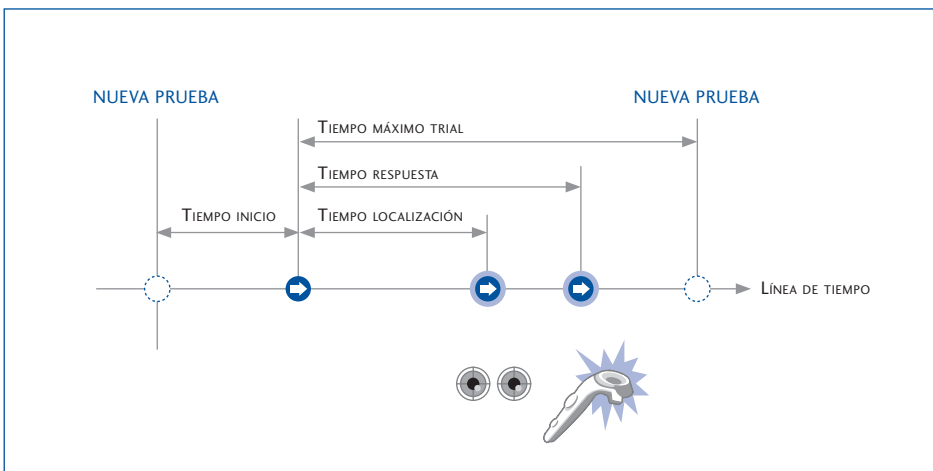 NUEVA PRUEBA
NUEVA PRUEBA
TIEMPO MÁXIMO TRIAL
TIEMPO RESPUESTA
TIEMPO INICIO
TIEMPO LOCALIZACIÓN
LÍNEA DE TIEMPO